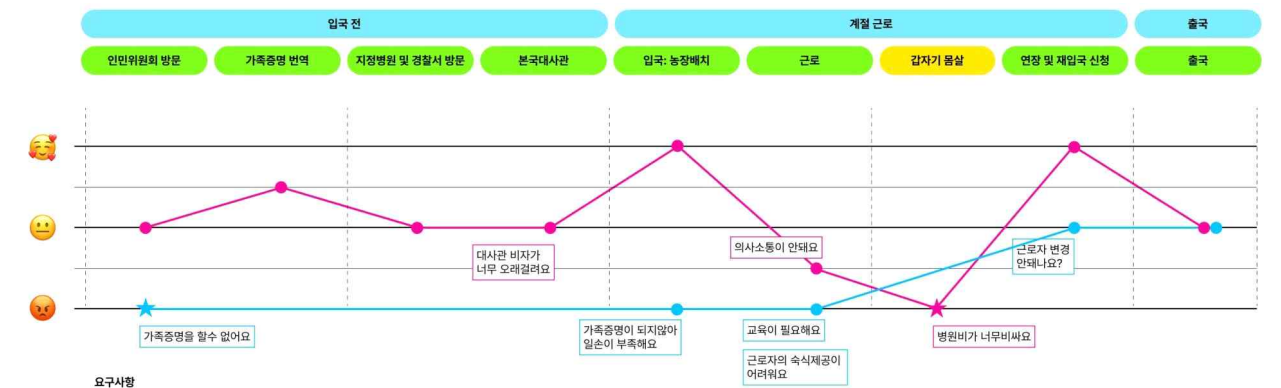 입국 전
계절 근로
출국
인민위원회 방문
가족증명 번역
지정병원 및 경찰서 방문
본국대사관
입국: 농장배치
근로
갑자기 몸살
연장 및 재입국 신청
출국
의사소통이 안돼요
대사관 비자가
너무 오래걸려요
근로자 변경
안돼나요?
가족증명을 할수 없어요
가족증명이 되지않아
일손이 부족해요
교육이 필요해요
병원비가 너무비싸요
근로자의 숙식제공이
어려워요
요구사항